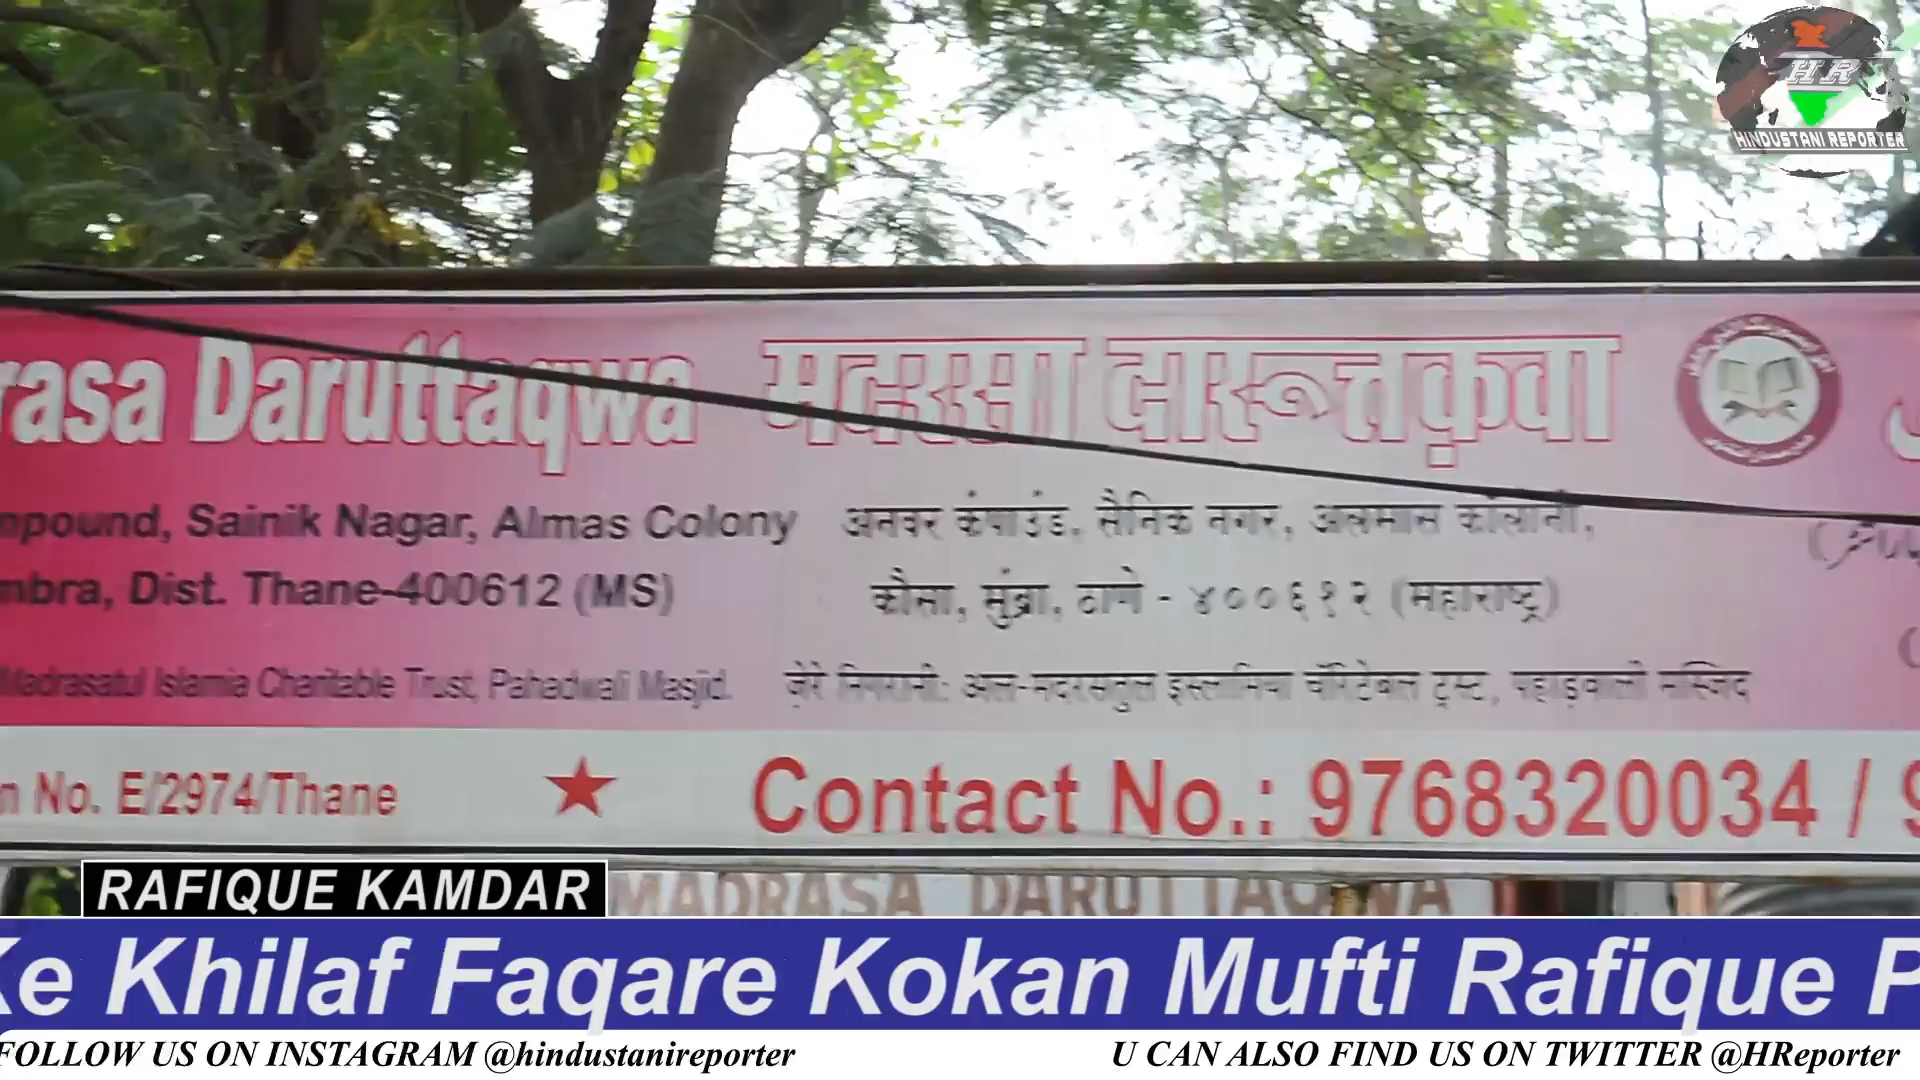 HR
HINDUSTANI REPORTER
rasa Daruttaqwa मदरसा दारूत्तक़वा
mpound, Sainik Nagar, Almas Colony अनवर कंपाउंड, सैनिक नगर, अलमास कॉलोनी,
mbra, Dist. Thane-400612 (MS) कौसा, मुंब्रा, ठाणे - ४००६१२ (महाराष्ट्र)
Madrasatul Islamia Charitable Trust, Pahadwali Masjid. ज़ेरे निगरानी: अल-मदरसतुल इस्लामिया चॅरिटेबल ट्रस्ट, पहाड़वाली मस्जिद
n No. E/2974/Thane ★ Contact No.: 9768320034 / 9
MADRASA DARUTTAQWA
RAFIQUE KAMDAR
Ke Khilaf Faqare Kokan Mufti Rafique P
FOLLOW US ON INSTAGRAM @hindustanireporter U CAN ALSO FIND US ON TWITTER @HReporter